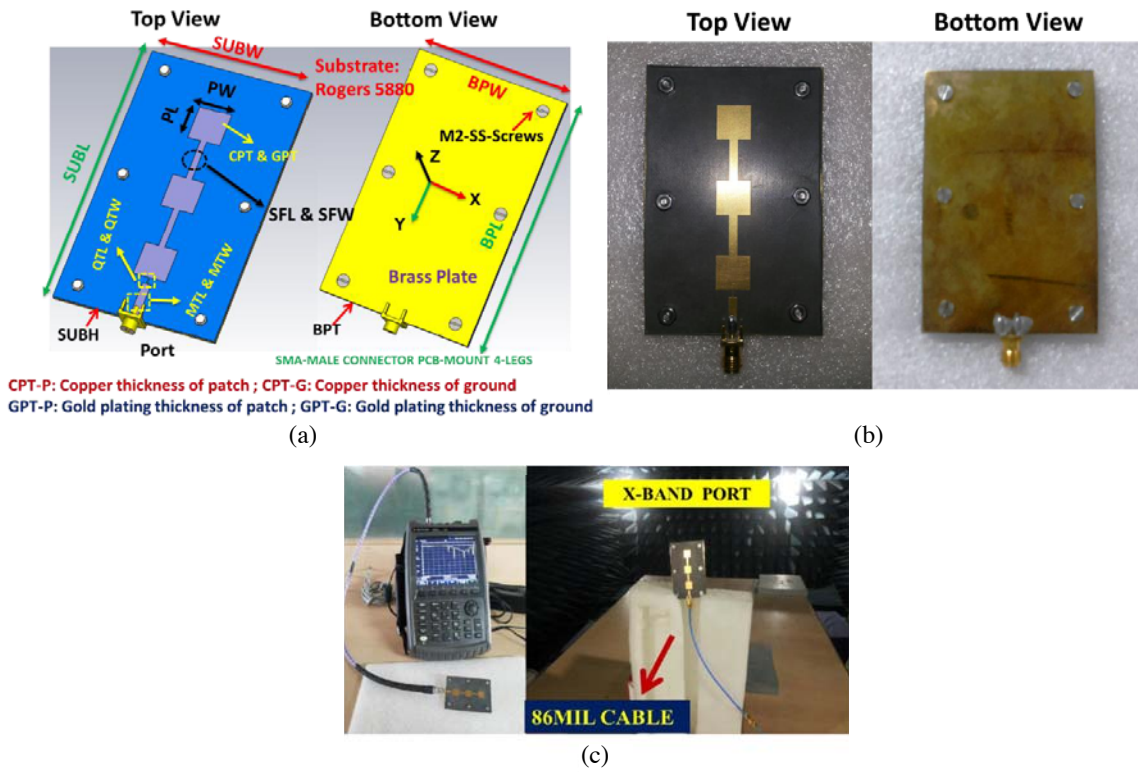 Top View
Bottom View
SUBW
Substrate:
Rogers 5880
BPW
PW
PL
M2-SS-Screws
CPT & GPT
SUBL
Z
X
Y
SFL & SFW
BPL
QTL & QTW
Brass Plate
MTL & MTW
SUBH
Port
BPT
SMA-MALE CONNECTOR PCB-MOUNT 4-LEGS
CPT-P: Copper thickness of patch ; CPT-G: Copper thickness of ground
GPT-P: Gold plating thickness of patch ; GPT-G: Gold plating thickness of ground
(a)
Top View
Bottom View
(b)
X-BAND PORT
86MIL CABLE
(c)